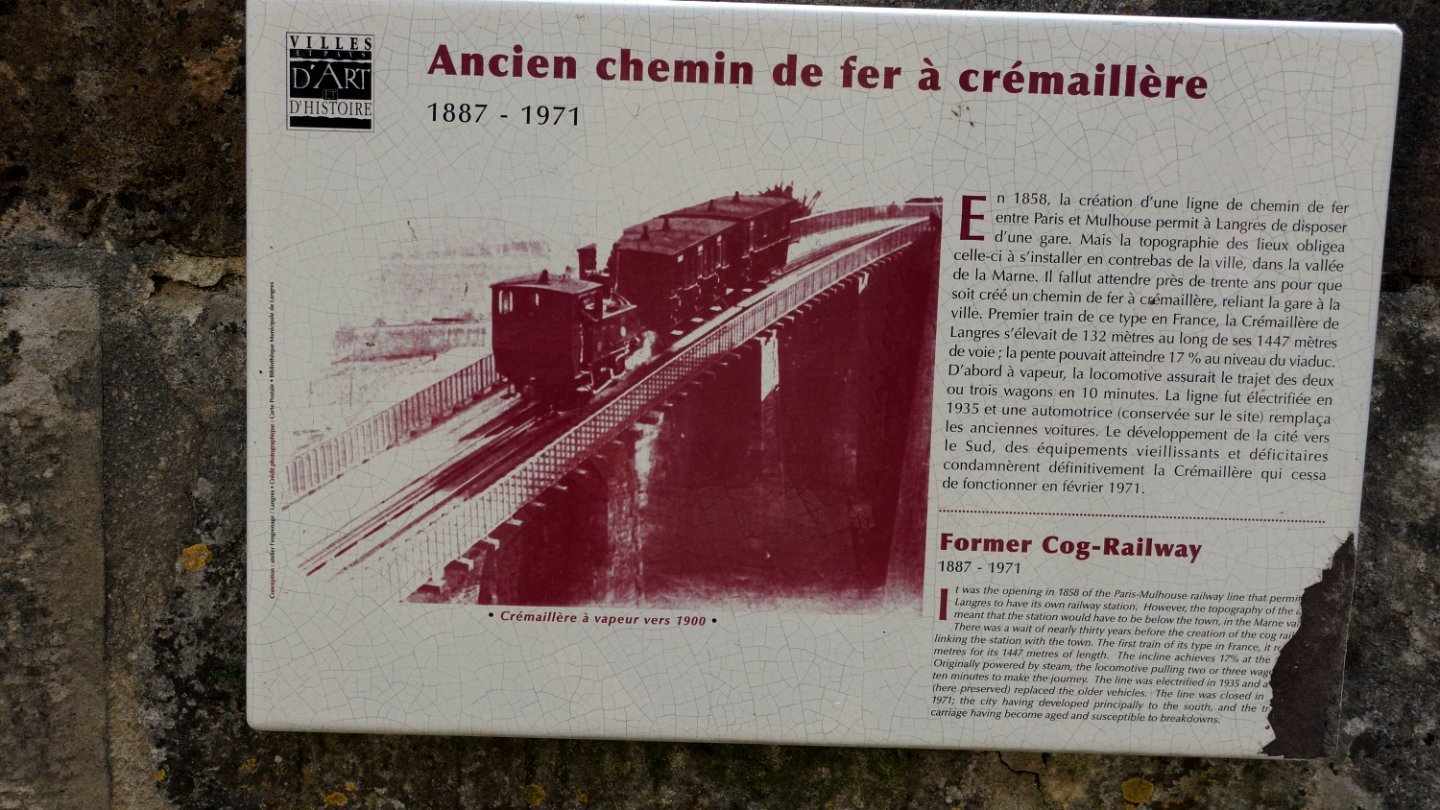 VILLES
ET PAYS
D'ART
ET
D'HISTOIRE
Ancien chemin de fer à crémaillère
1887 - 1971
En 1858, la création d'une ligne de chemin de fer
entre Paris et Mulhouse permit à Langres de disposer
d'une gare. Mais la topographie des lieux obligea
celle-ci à s'installer en contrebas de la ville, dans la vallée
de la Marne. Il fallut attendre près de trente ans pour que
soit créé un chemin de fer à crémaillère, reliant la gare à la
ville. Premier train de ce type en France, la Crémaillère de
Langres s'élevait de 132 mètres au long de ses 1447 mètres
de voie ; la pente pouvait atteindre 17 % au niveau du viaduc.
D'abord à vapeur, la locomotive assurait le trajet des deux
ou trois wagons en 10 minutes. La ligne fut électrifiée en
1935 et une automotrice (conservée sur le site) remplaça
les anciennes voitures. Le développement de la cité vers
le Sud, des équipements vieillissants et déficitaires
condamnèrent définitivement la Crémaillère qui cessa
de fonctionner en février 1971.
Conception : atelier l'engrenage / Langres • Crédit photographique : Carte Postale • Bibliothèque Municipale de Langres
• Crémaillère à vapeur vers 1900 •
Former Cog-Railway
1887 - 1971
It was the opening in 1858 of the Paris-Mulhouse railway line that
Langres to have its own railway station. However, the topography of the
meant that the station would have to be below the town, in the Marne
There was a wait of nearly thirty years before the creation of the cog
linking the station with the town. The first train of its type in France, it
metres for its 1447 metres of length. The incline achieves 17% at the
Originally powered by steam, the locomotive pulling two or three
ten minutes to make the journey. The line was electrified in 1935 and
(here preserved) replaced the older vehicles. The line was closed in
1971; the city having developed principally to the south, and the
carriage having become aged and susceptible to breakdowns.